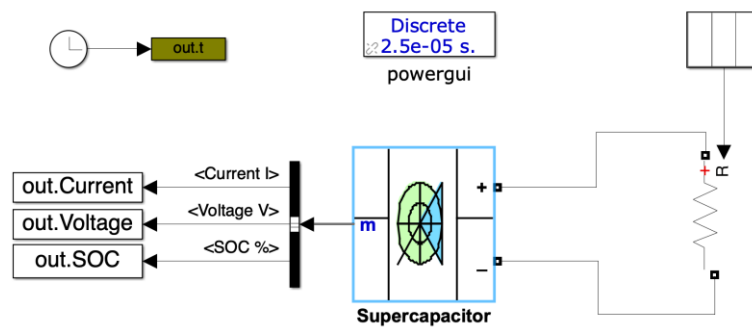 out.t
Discrete
2.5e-05 s.
powergui
<Current I>
out.Current
<Voltage V>
out.Voltage
<SOC %>
out.SOC
m
+
−
Supercapacitor
+
R